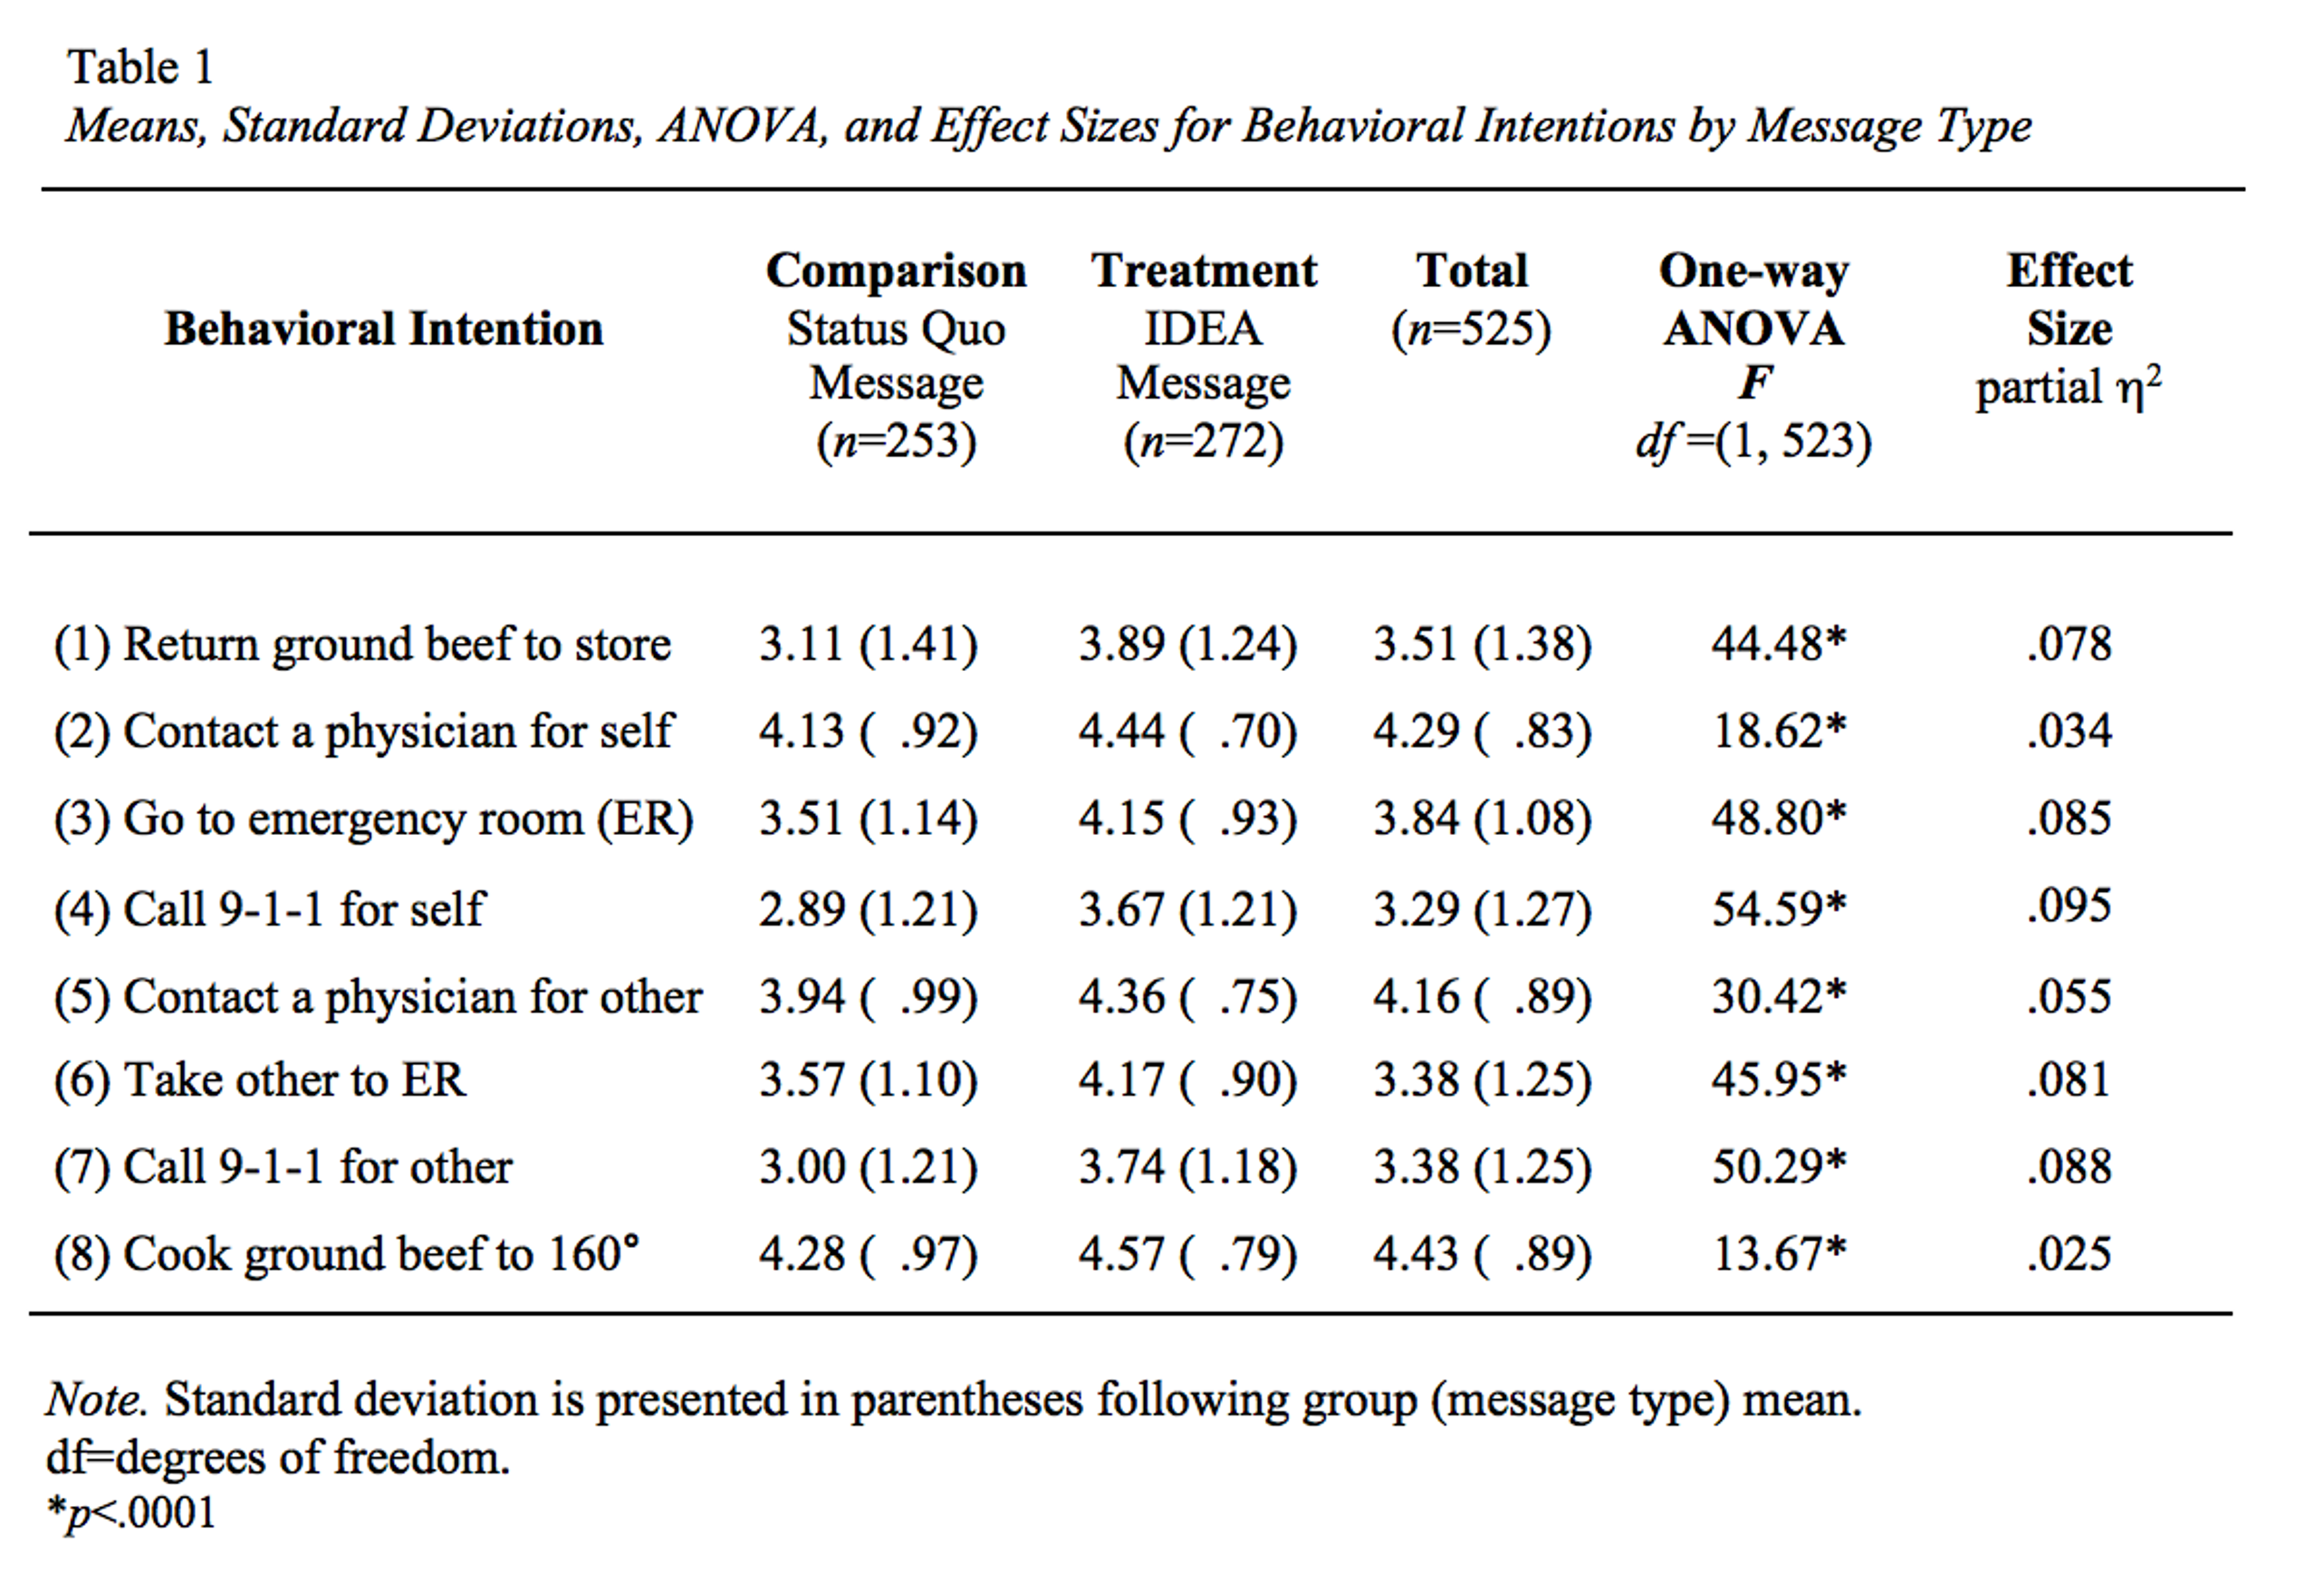 Table 1
Means, Standard Deviations, ANOVA, and Effect Sizes for Behavioral Intentions by Message Type
Comparison Treatment Total One-way Effect
Behavioral Intention Status Quo IDEA (n=525) ANOVA Size
Message Message F partial η²
(n=253) (n=272) df=(1, 523)
(1) Return ground beef to store 3.11 (1.41) 3.89 (1.24) 3.51 (1.38) 44.48* .078
(2) Contact a physician for self 4.13 ( .92) 4.44 ( .70) 4.29 ( .83) 18.62* .034
(3) Go to emergency room (ER) 3.51 (1.14) 4.15 ( .93) 3.84 (1.08) 48.80* .085
(4) Call 9-1-1 for self 2.89 (1.21) 3.67 (1.21) 3.29 (1.27) 54.59* .095
(5) Contact a physician for other 3.94 ( .99) 4.36 ( .75) 4.16 ( .89) 30.42* .055
(6) Take other to ER 3.57 (1.10) 4.17 ( .90) 3.38 (1.25) 45.95* .081
(7) Call 9-1-1 for other 3.00 (1.21) 3.74 (1.18) 3.38 (1.25) 50.29* .088
(8) Cook ground beef to 160° 4.28 ( .97) 4.57 ( .79) 4.43 ( .89) 13.67* .025
Note. Standard deviation is presented in parentheses following group (message type) mean.
df=degrees of freedom.
*p<.0001